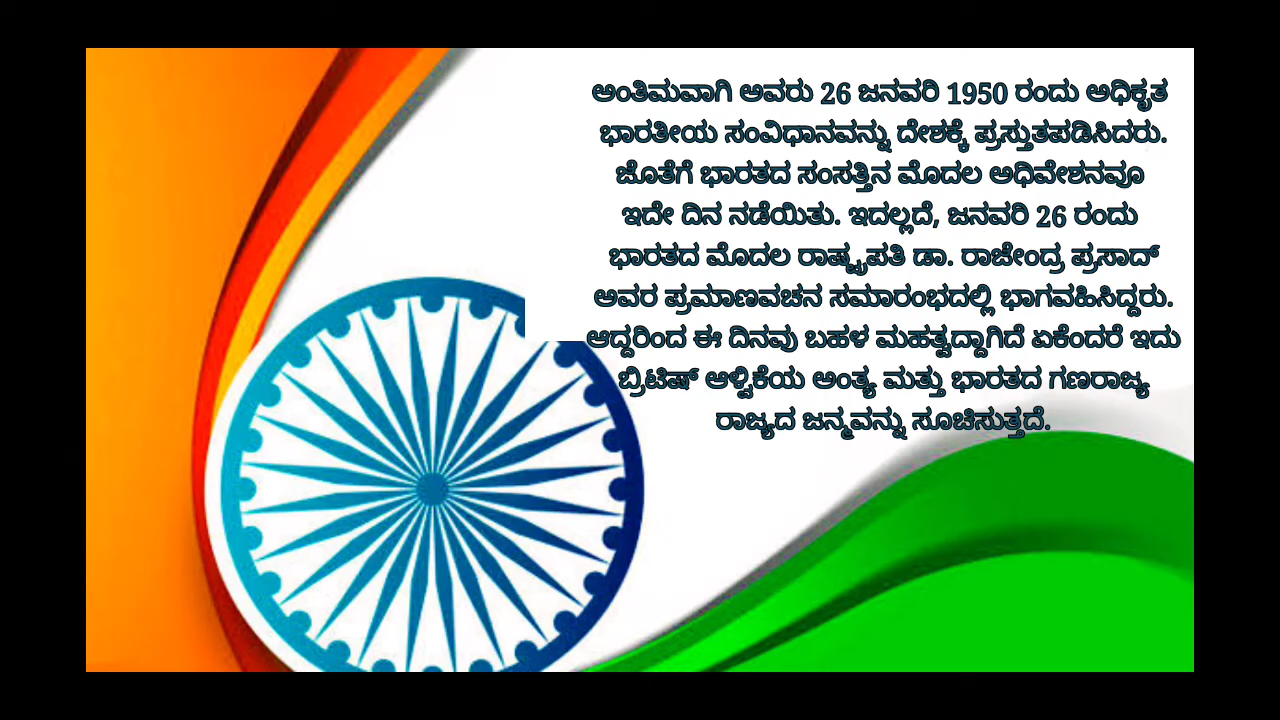 ಅಂತಿಮವಾಗಿ ಅವರು 26 ಜನವರಿ 1950 ರಂದು ಅಧಿಕೃತ
ಭಾರತೀಯ ಸಂವಿಧಾನವನ್ನು ದೇಶಕ್ಕೆ ಪ್ರಸ್ತುತಪಡಿಸಿದರು.
ಜೊತೆಗೆ ಭಾರತದ ಸಂಸತ್ತಿನ ಮೊದಲ ಅಧಿವೇಶನವೂ
ಇದೇ ದಿನ ನಡೆಯಿತು. ಇದಲ್ಲದೆ, ಜನವರಿ 26 ರಂದು
ಭಾರತದ ಮೊದಲ ರಾಷ್ಟ್ರಪತಿ ಡಾ. ರಾಜೇಂದ್ರ ಪ್ರಸಾದ್
ಅವರ ಪ್ರಮಾಣವಚನ ಸಮಾರಂಭದಲ್ಲಿ ಭಾಗವಹಿಸಿದ್ದರು.
ಆದ್ದರಿಂದ ಈ ದಿನವು ಬಹಳ ಮಹತ್ವದ್ದಾಗಿದೆ ಏಕೆಂದರೆ ಇದು
ಬ್ರಿಟಿಷ್ ಆಳ್ವಿಕೆಯ ಅಂತ್ಯ ಮತ್ತು ಭಾರತದ ಗಣರಾಜ್ಯ
ರಾಜ್ಯದ ಜನ್ಮವನ್ನು ಸೂಚಿಸುತ್ತದೆ.